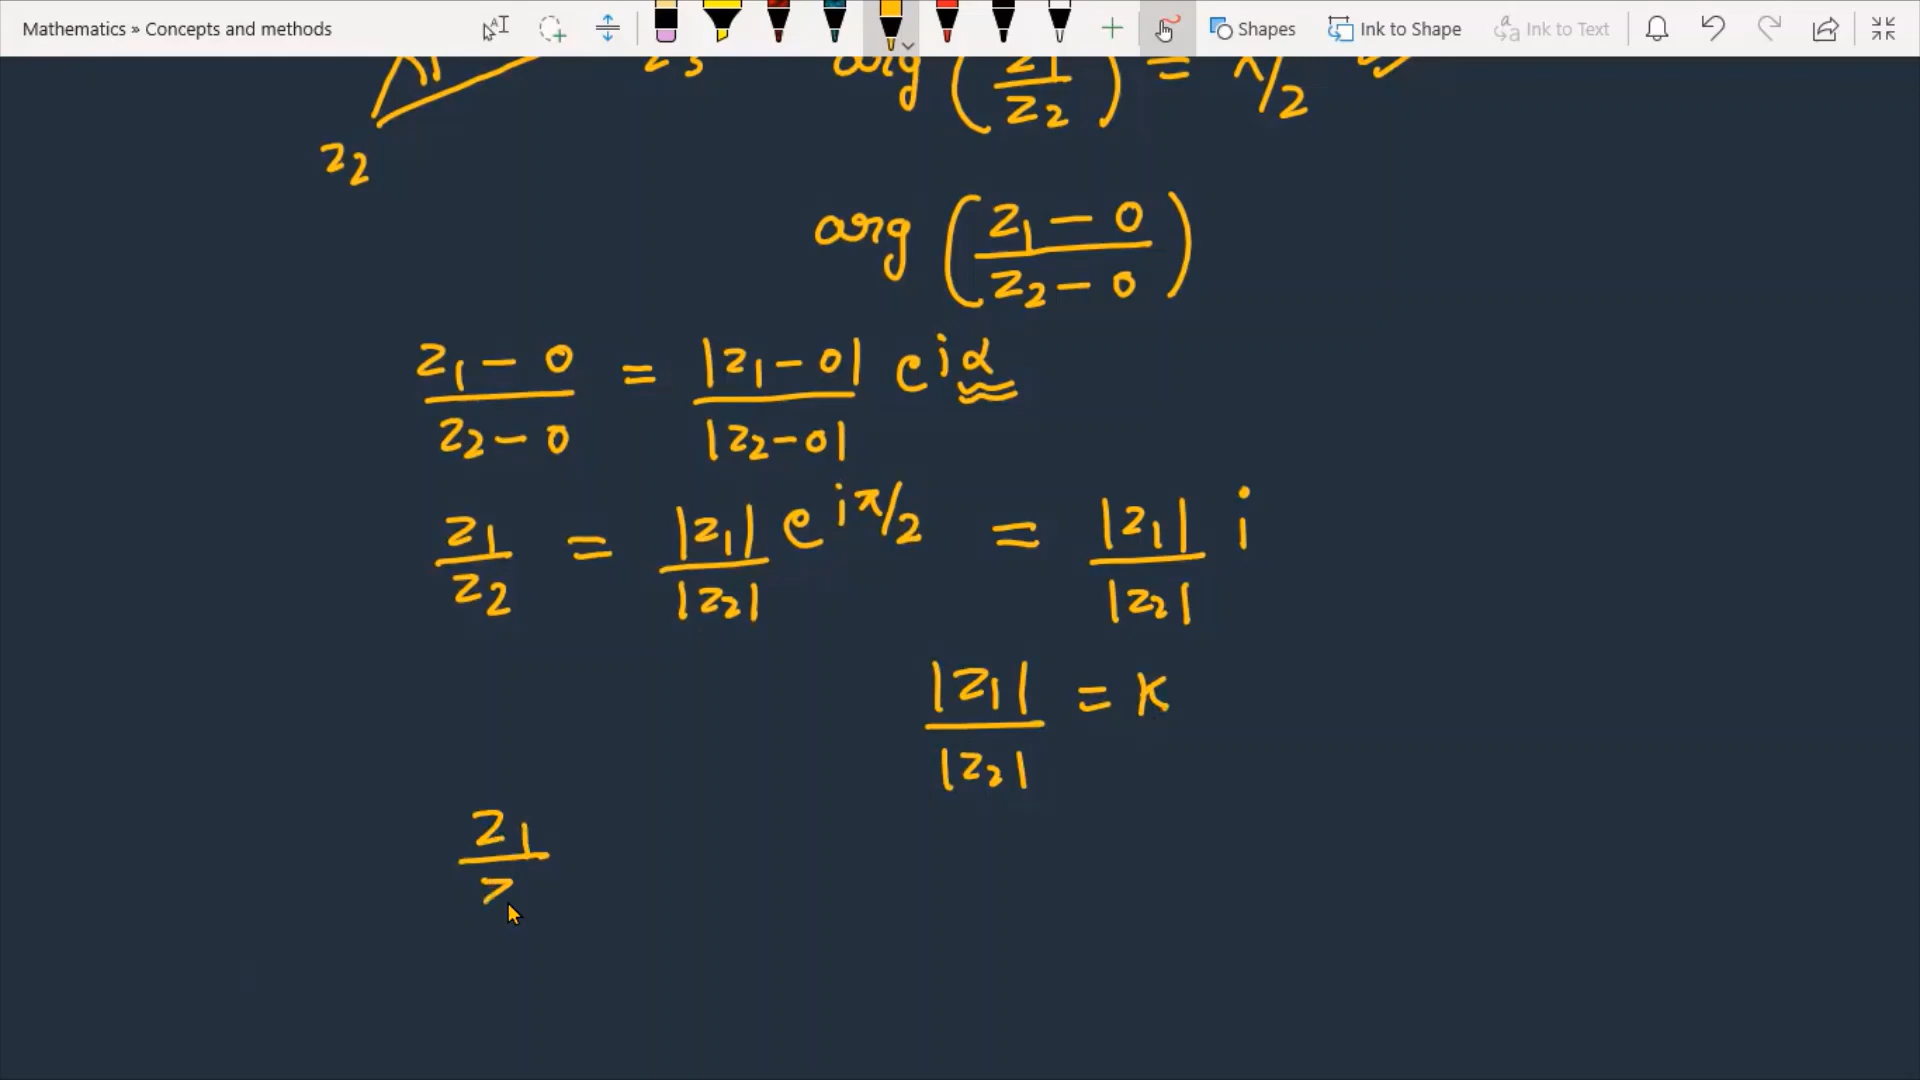 Mathematics » Concepts and methods
Shapes
Ink to Shape
Ink to Text
z3 arg (z1/z2) = π/2
z2
arg ((z1 − 0)/(z2 − 0))
(z1 − 0)/(z2 − 0) = |z1 − 0|/|z2 − 0| e^(iα)
z1/z2 = |z1|/|z2| e^(iπ/2) = |z1|/|z2| i
|z1|/|z2| = K
z1/z